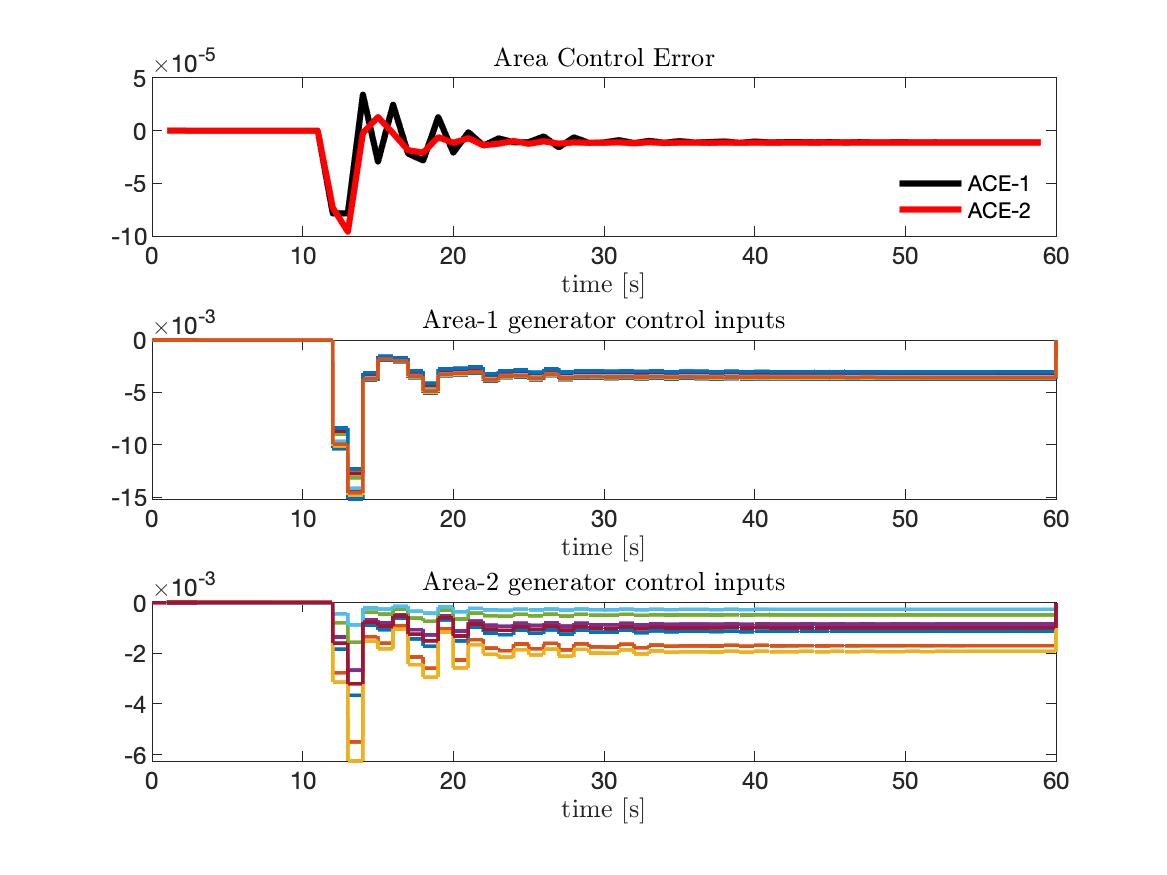 Area Control Error
×10-5
5
0
-5
-10
ACE-1
ACE-2
0 10 20 30 40 50 60
time [s]
Area-1 generator control inputs
×10-3
0
-5
-10
-15
0 10 20 30 40 50 60
time [s]
Area-2 generator control inputs
×10-3
0
-2
-4
-6
0 10 20 30 40 50 60
time [s]